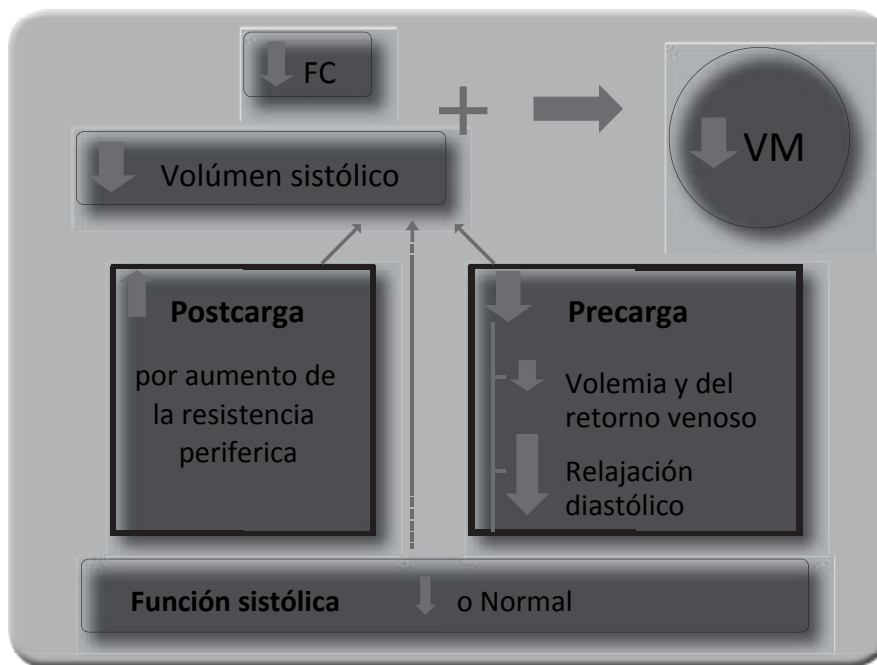 FC
+
VM
Volúmen sistólico
Postcarga
por aumento de
la resistencia
periferica
Precarga
Volemia y del
retorno venoso
Relajación
diastólico
Función sistólica o Normal